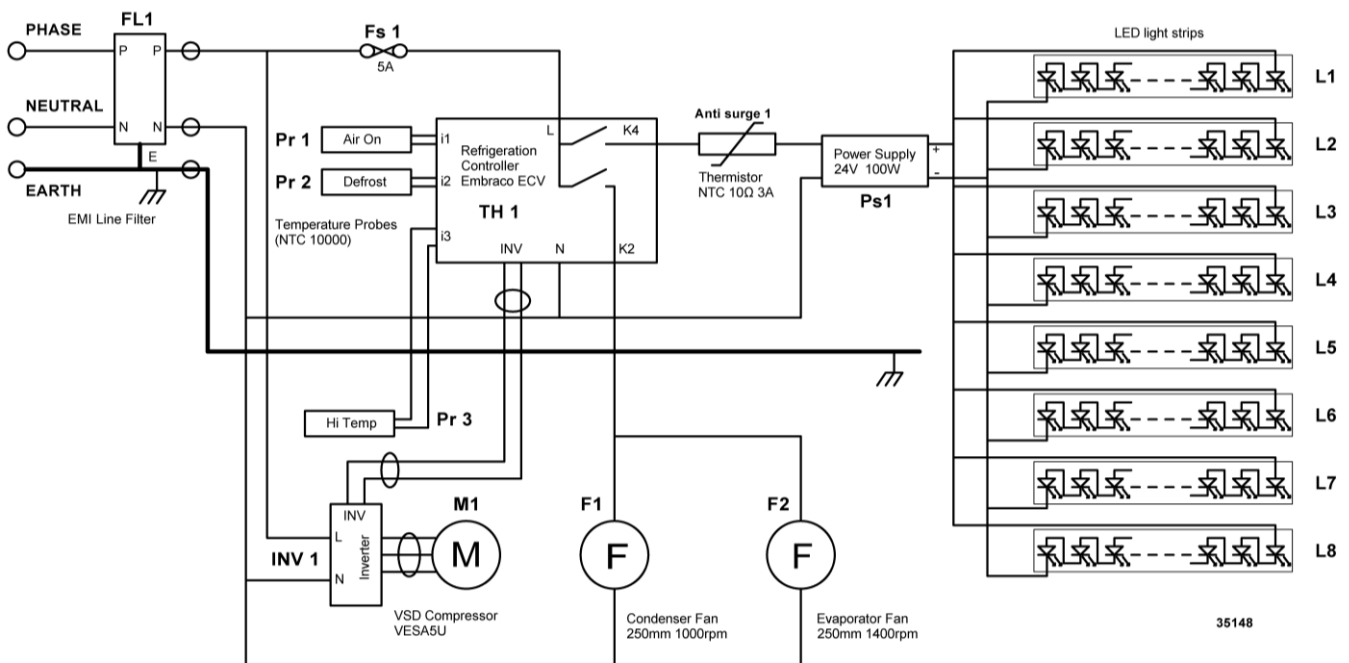 PHASE
FL1
Fs 1
5A
LED light strips
P P
NEUTRAL
N N
E
EARTH
EMI Line Filter
Pr 1
Air On
i1
Pr 2
Defrost
i2
Temperature Probes
(NTC 10000)
i3
L
K4
Refrigeration
Controller
Embraco ECV
TH 1
INV
N
K2
Anti surge 1
Thermistor
NTC 10Ω 3A
Power Supply
24V 100W
+
-
Ps1
L1
L2
L3
L4
L5
L6
L7
L8
Hi Temp
Pr 3
INV
L
N
Inverter
INV 1
M1
M
VSD Compressor
VESA5U
F1
F
Condenser Fan
250mm 1000rpm
F2
F
Evaporator Fan
250mm 1400rpm
35148